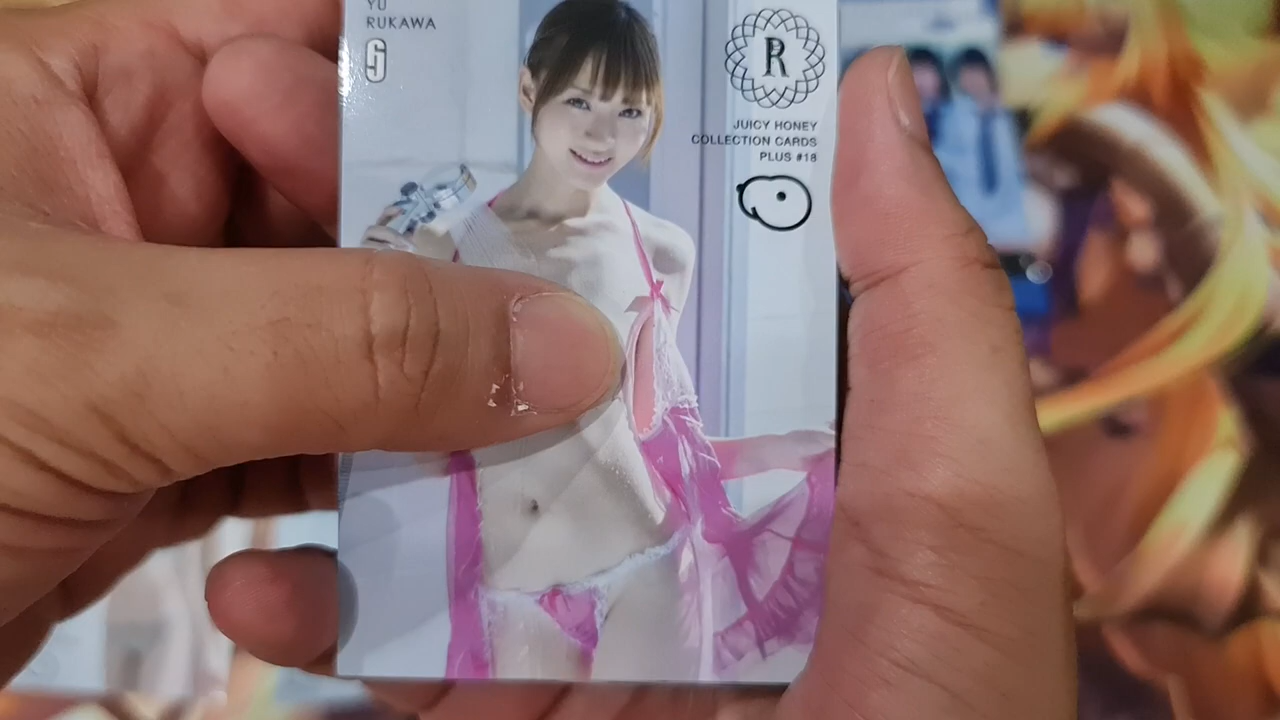 YU
RUKAWA
R
JUICY HONEY
COLLECTION CARDS
PLUS #18